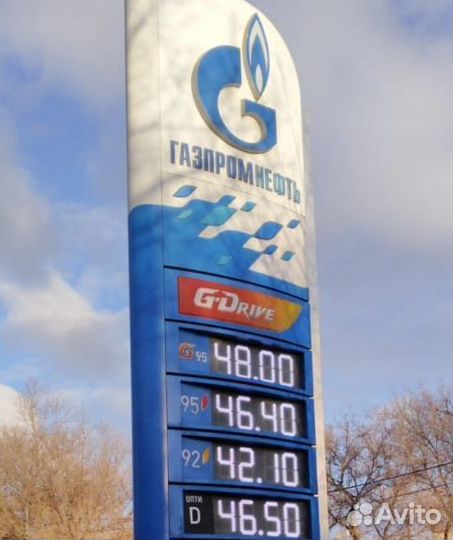 ГАЗПРОМНЕФТЬ
G-DRIVE
G 95 48.00
95 46.40
92 42.10
ОПТИ
D 46.50
Avito